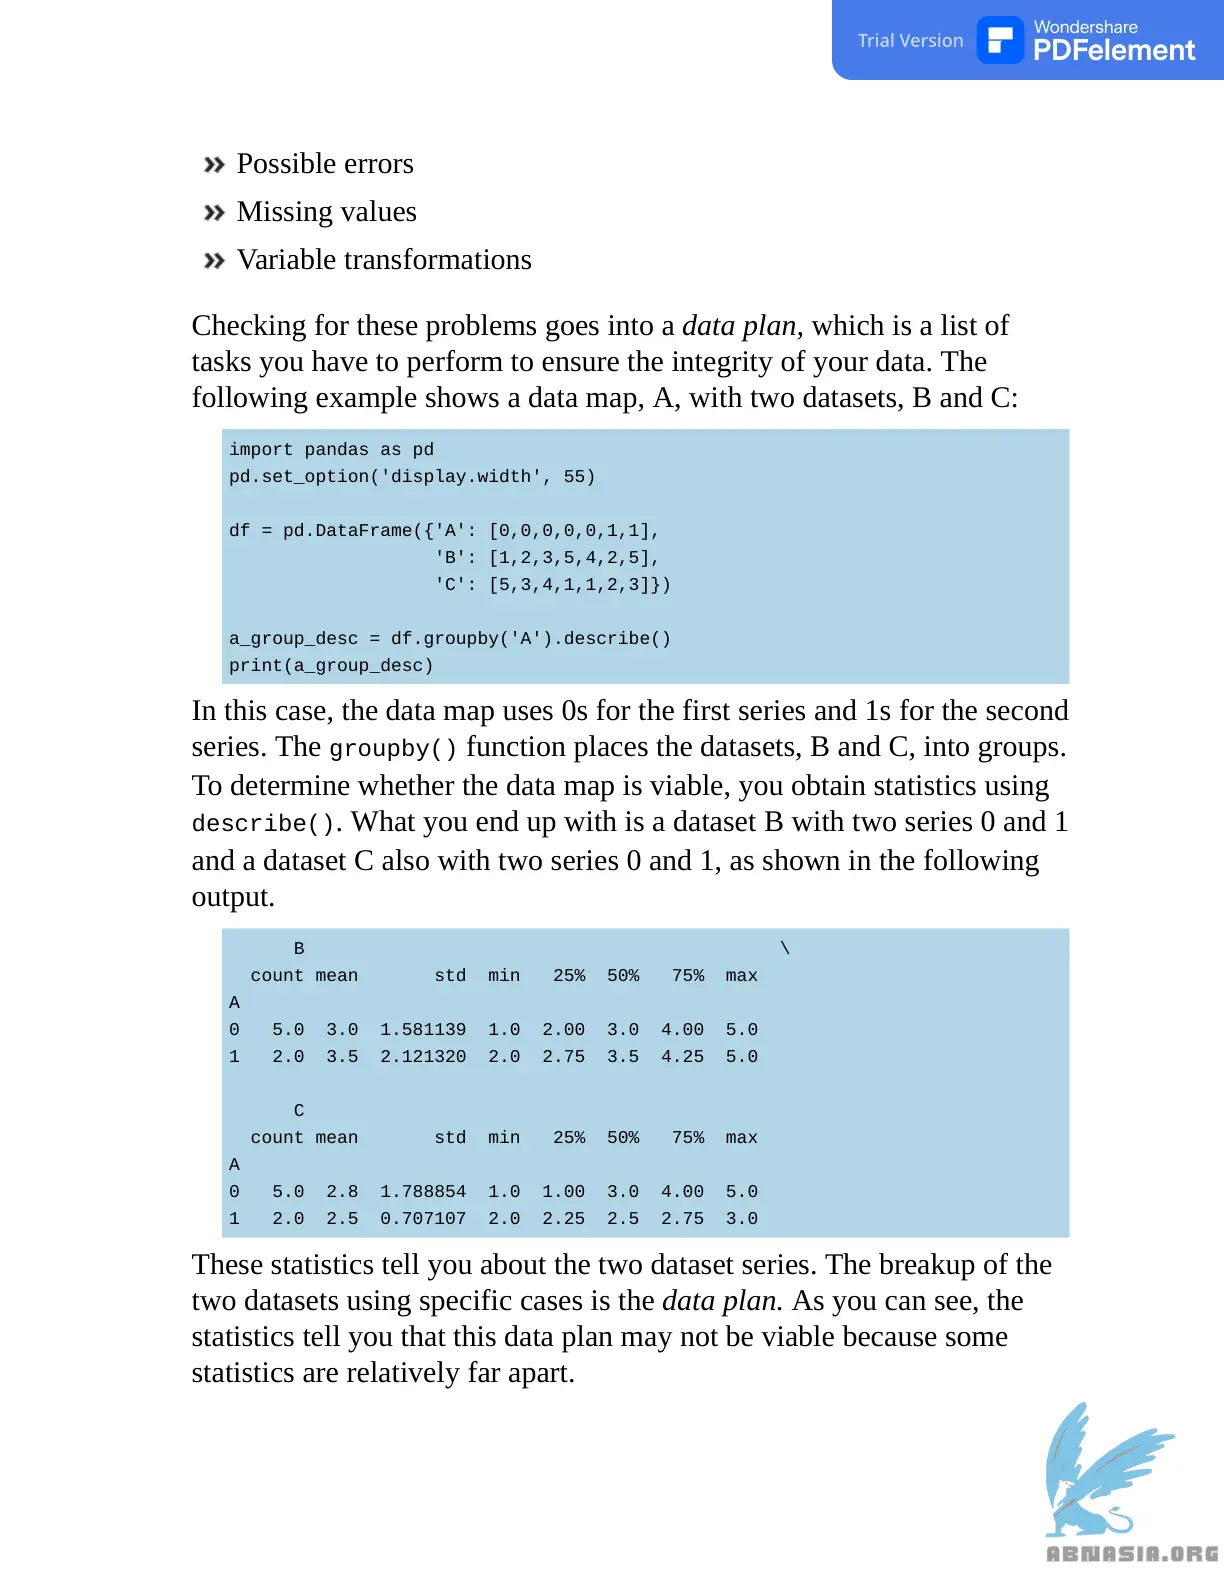 Trial Version
Wondershare
PDFelement
Possible errors
Missing values
Variable transformations
Checking for these problems goes into a data plan, which is a list of
tasks you have to perform to ensure the integrity of your data. The
following example shows a data map, A, with two datasets, B and C:
import pandas as pd
pd.set_option('display.width', 55)
df = pd.DataFrame({'A': [0,0,0,0,0,1,1],
'B': [1,2,3,5,4,2,5],
'C': [5,3,4,1,1,2,3]})
a_group_desc = df.groupby('A').describe()
print(a_group_desc)
In this case, the data map uses 0s for the first series and 1s for the second
series. The groupby() function places the datasets, B and C, into groups.
To determine whether the data map is viable, you obtain statistics using
describe(). What you end up with is a dataset B with two series 0 and 1
and a dataset C also with two series 0 and 1, as shown in the following
output.
B \
count mean std min 25% 50% 75% max
A
0 5.0 3.0 1.581139 1.0 2.00 3.0 4.00 5.0
1 2.0 3.5 2.121320 2.0 2.75 3.5 4.25 5.0
C
count mean std min 25% 50% 75% max
A
0 5.0 2.8 1.788854 1.0 1.00 3.0 4.00 5.0
1 2.0 2.5 0.707107 2.0 2.25 2.5 2.75 3.0
These statistics tell you about the two dataset series. The breakup of the
two datasets using specific cases is the data plan. As you can see, the
statistics tell you that this data plan may not be viable because some
statistics are relatively far apart.
ABNASIA.ORG